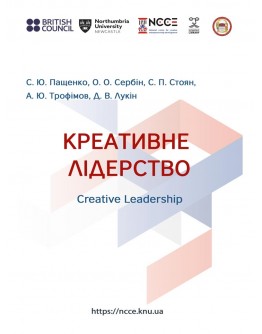 BRITISH COUNCIL
Northumbria University NEWCASTLE
NCCE
С. Ю. Пащенко, О. О. Сербін, С. П. Стоян,
А. Ю. Трофімов, Д. В. Лукін
КРЕАТИВНЕ
ЛІДЕРСТВО
Creative Leadership
https://ncce.knu.ua